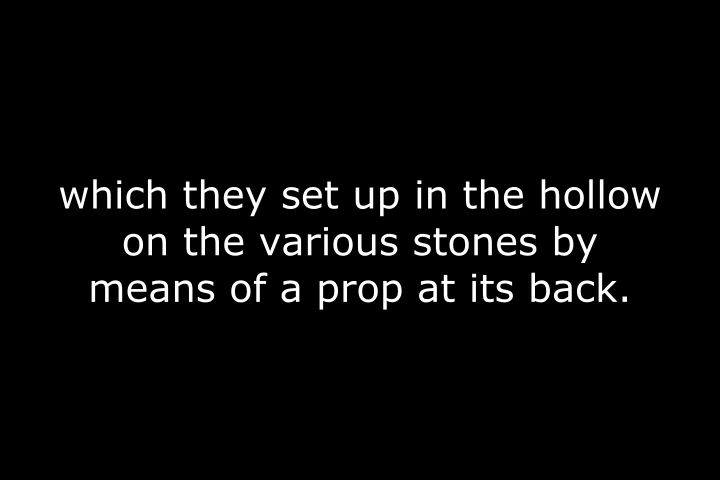 which they set up in the hollow
on the various stones by
means of a prop at its back.